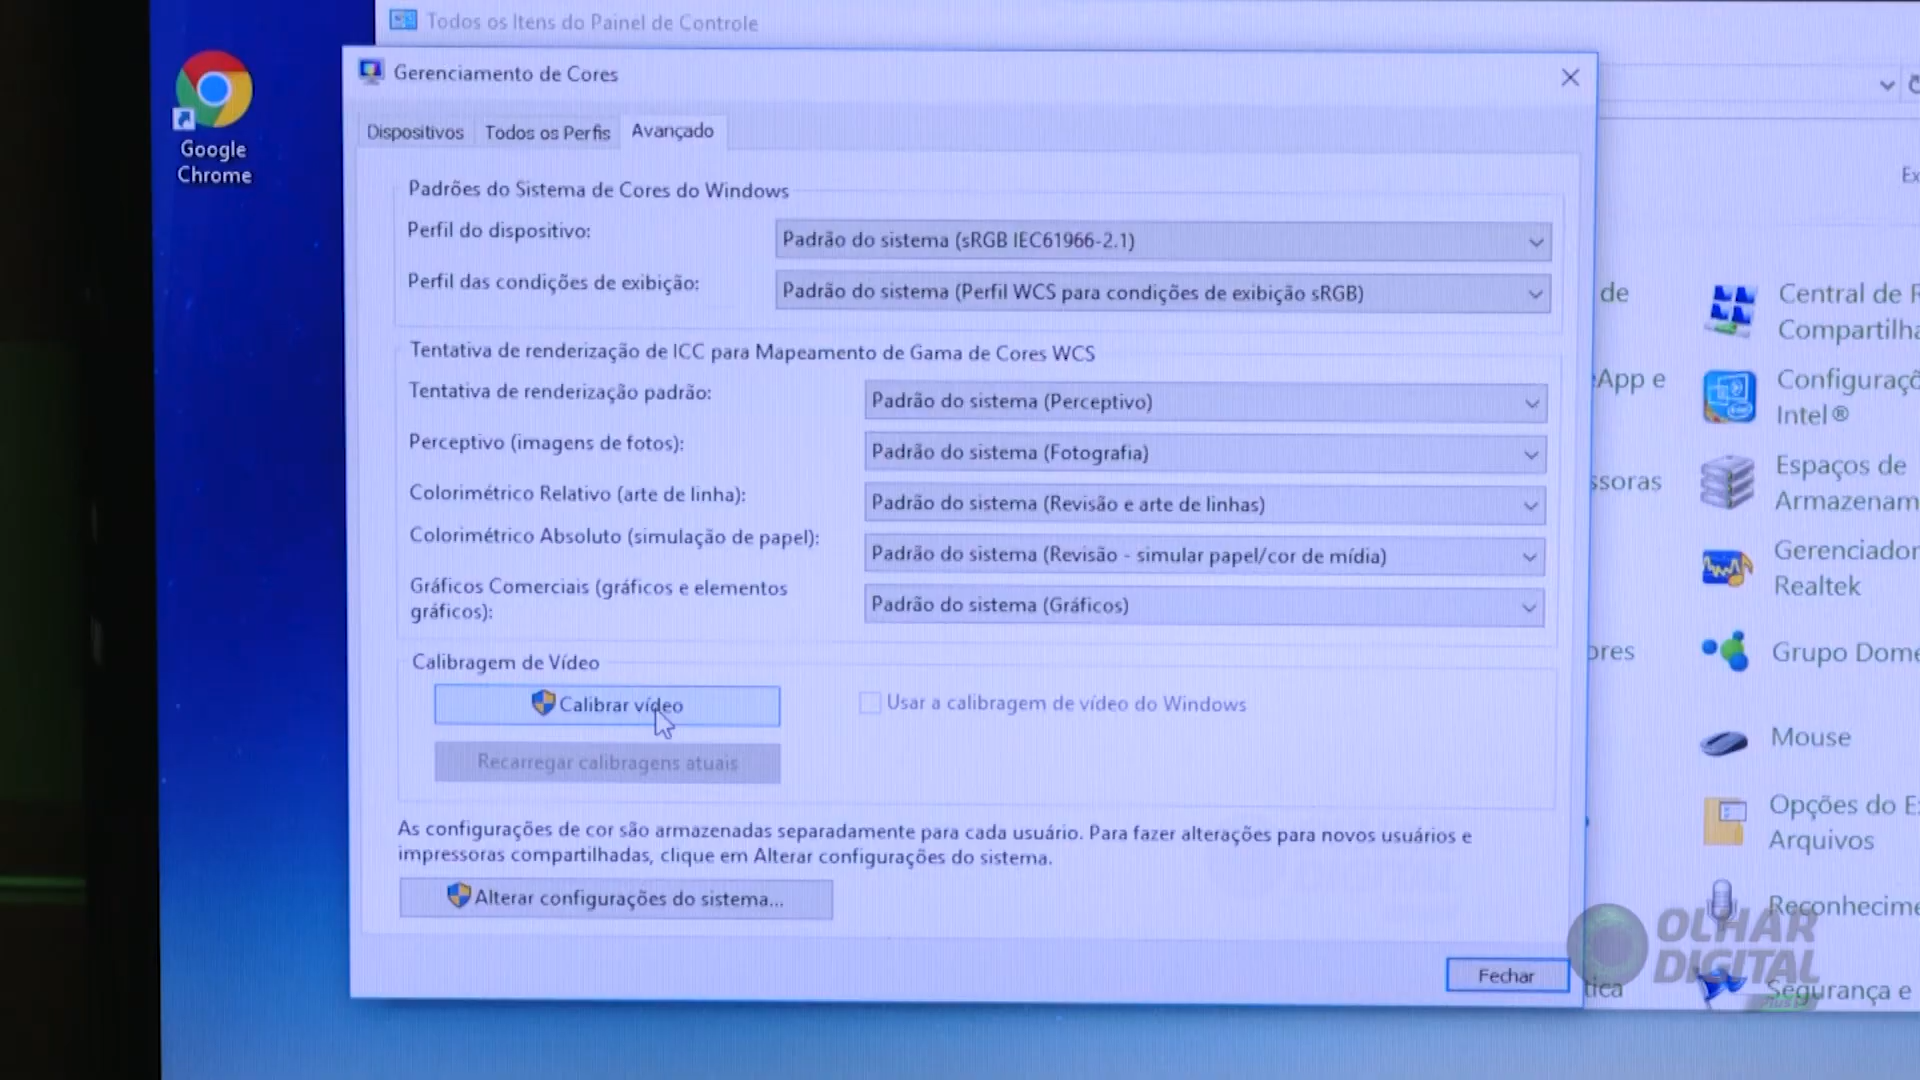 Todos os Itens do Painel de Controle
Gerenciamento de Cores
Google
Chrome
Dispositivos
Todos os Perfis
Avançado
Padrões do Sistema de Cores do Windows
Perfil do dispositivo:
Padrão do sistema (sRGB IEC61966-2.1)
Perfil das condições de exibição:
Padrão do sistema (Perfil WCS para condições de exibição sRGB)
Tentativa de renderização de ICC para Mapeamento de Gama de Cores WCS
Tentativa de renderização padrão:
Padrão do sistema (Perceptivo)
Perceptivo (imagens de fotos):
Padrão do sistema (Fotografia)
Colorimétrico Relativo (arte de linha):
Padrão do sistema (Revisão e arte de linhas)
Colorimétrico Absoluto (simulação de papel):
Padrão do sistema (Revisão - simular papel/cor de mídia)
Gráficos Comerciais (gráficos e elementos
gráficos):
Padrão do sistema (Gráficos)
Calibragem de Vídeo
Calibrar vídeo
Usar a calibragem de vídeo do Windows
Recarregar calibragens atuais
As configurações de cor são armazenadas separadamente para cada usuário. Para fazer alterações para novos usuários e
impressoras compartilhadas, clique em Alterar configurações do sistema.
Alterar configurações do sistema...
Fechar
Ex
de
Central de R
Compartilha
App e
Configuraçõ
Intel®
ssoras
Espaços de
Armazenam
Gerenciador
Realtek
ores
Grupo Dome
Mouse
Opções do E
Arquivos
Reconhecime
tica
Segurança e
OLHAR
DIGITAL
PLUS